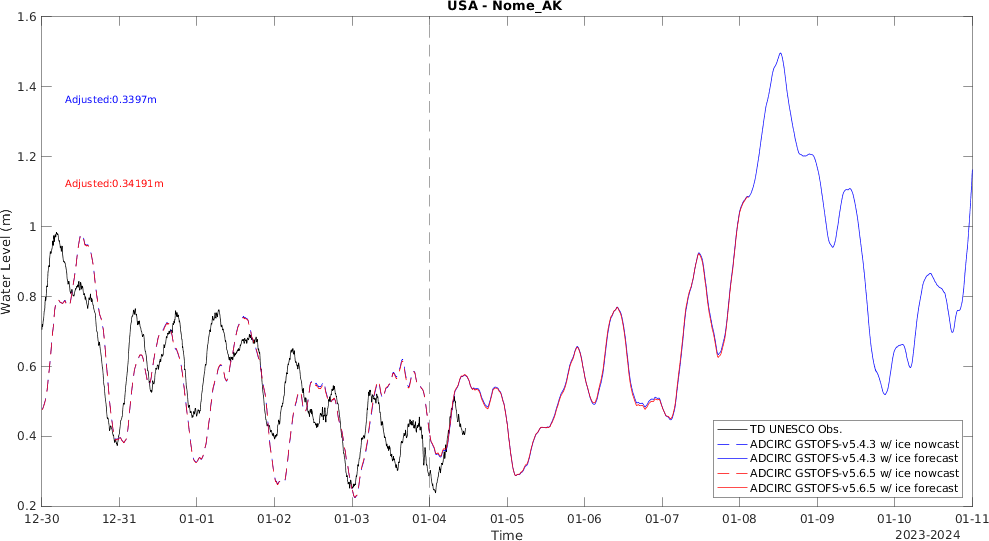 USA - Nome_AK
1.6
1.4
1.2
1
0.8
0.6
0.4
0.2
Water Level (m)
Adjusted:0.3397m
Adjusted:0.34191m
TD UNESCO Obs.
ADCIRC GSTOFS-v5.4.3 w/ ice nowcast
ADCIRC GSTOFS-v5.4.3 w/ ice forecast
ADCIRC GSTOFS-v5.6.5 w/ ice nowcast
ADCIRC GSTOFS-v5.6.5 w/ ice forecast
12-30 12-31 01-01 01-02 01-03 01-04 01-05 01-06 01-07 01-08 01-09 01-10 01-11
Time
2023-2024